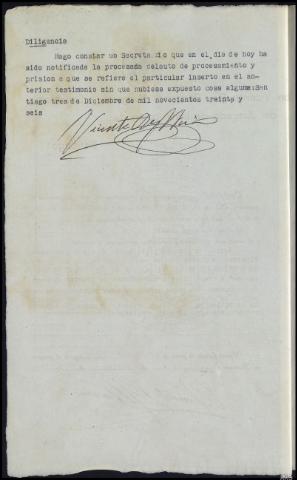 Diligencia
Hago constar yo Secretario que en el dia de hoy ha
sido notificada la procesada delauto de procesamiento y
prision a que se refiere el particular inserto en el an-
terior testimonio sin que hubiese expuesto cosa alguna:San
tiago tres de Diciembre de mil novecientos treinta y
seis
Vicente